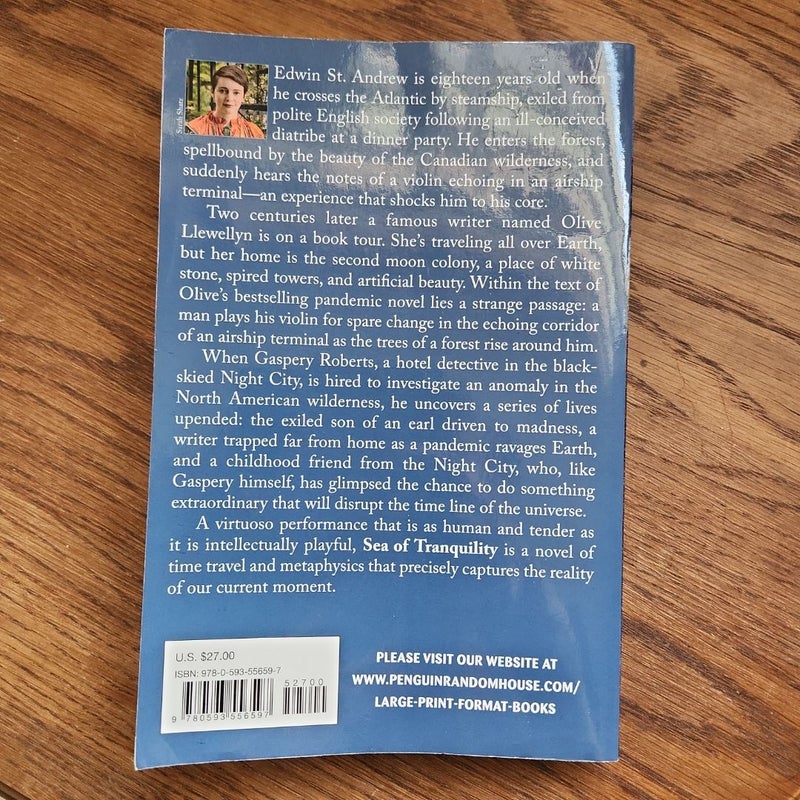 Sarah Shatz
Edwin St. Andrew is eighteen years old when
he crosses the Atlantic by steamship, exiled from
polite English society following an ill-conceived
diatribe at a dinner party. He enters the forest,
spellbound by the beauty of the Canadian wilderness, and
suddenly hears the notes of a violin echoing in an airship
terminal—an experience that shocks him to his core.
Two centuries later a famous writer named Olive
Llewellyn is on a book tour. She's traveling all over Earth,
but her home is the second moon colony, a place of white
stone, spired towers, and artificial beauty. Within the text of
Olive's bestselling pandemic novel lies a strange passage: a
man plays his violin for spare change in the echoing corridor
of an airship terminal as the trees of a forest rise around him.
When Gaspery Roberts, a hotel detective in the black-
skied Night City, is hired to investigate an anomaly in the
North American wilderness, he uncovers a series of lives
upended: the exiled son of an earl driven to madness, a
writer trapped far from home as a pandemic ravages Earth,
and a childhood friend from the Night City, who, like
Gaspery himself, has glimpsed the chance to do something
extraordinary that will disrupt the time line of the universe.
A virtuoso performance that is as human and tender as
it is intellectually playful, Sea of Tranquility is a novel of
time travel and metaphysics that precisely captures the reality
of our current moment.
U.S. $27.00
ISBN: 978-0-593-55659-7
52700
9 780593 556597
PLEASE VISIT OUR WEBSITE AT
WWW.PENGUINRANDOMHOUSE.COM/
LARGE-PRINT-FORMAT-BOOKS